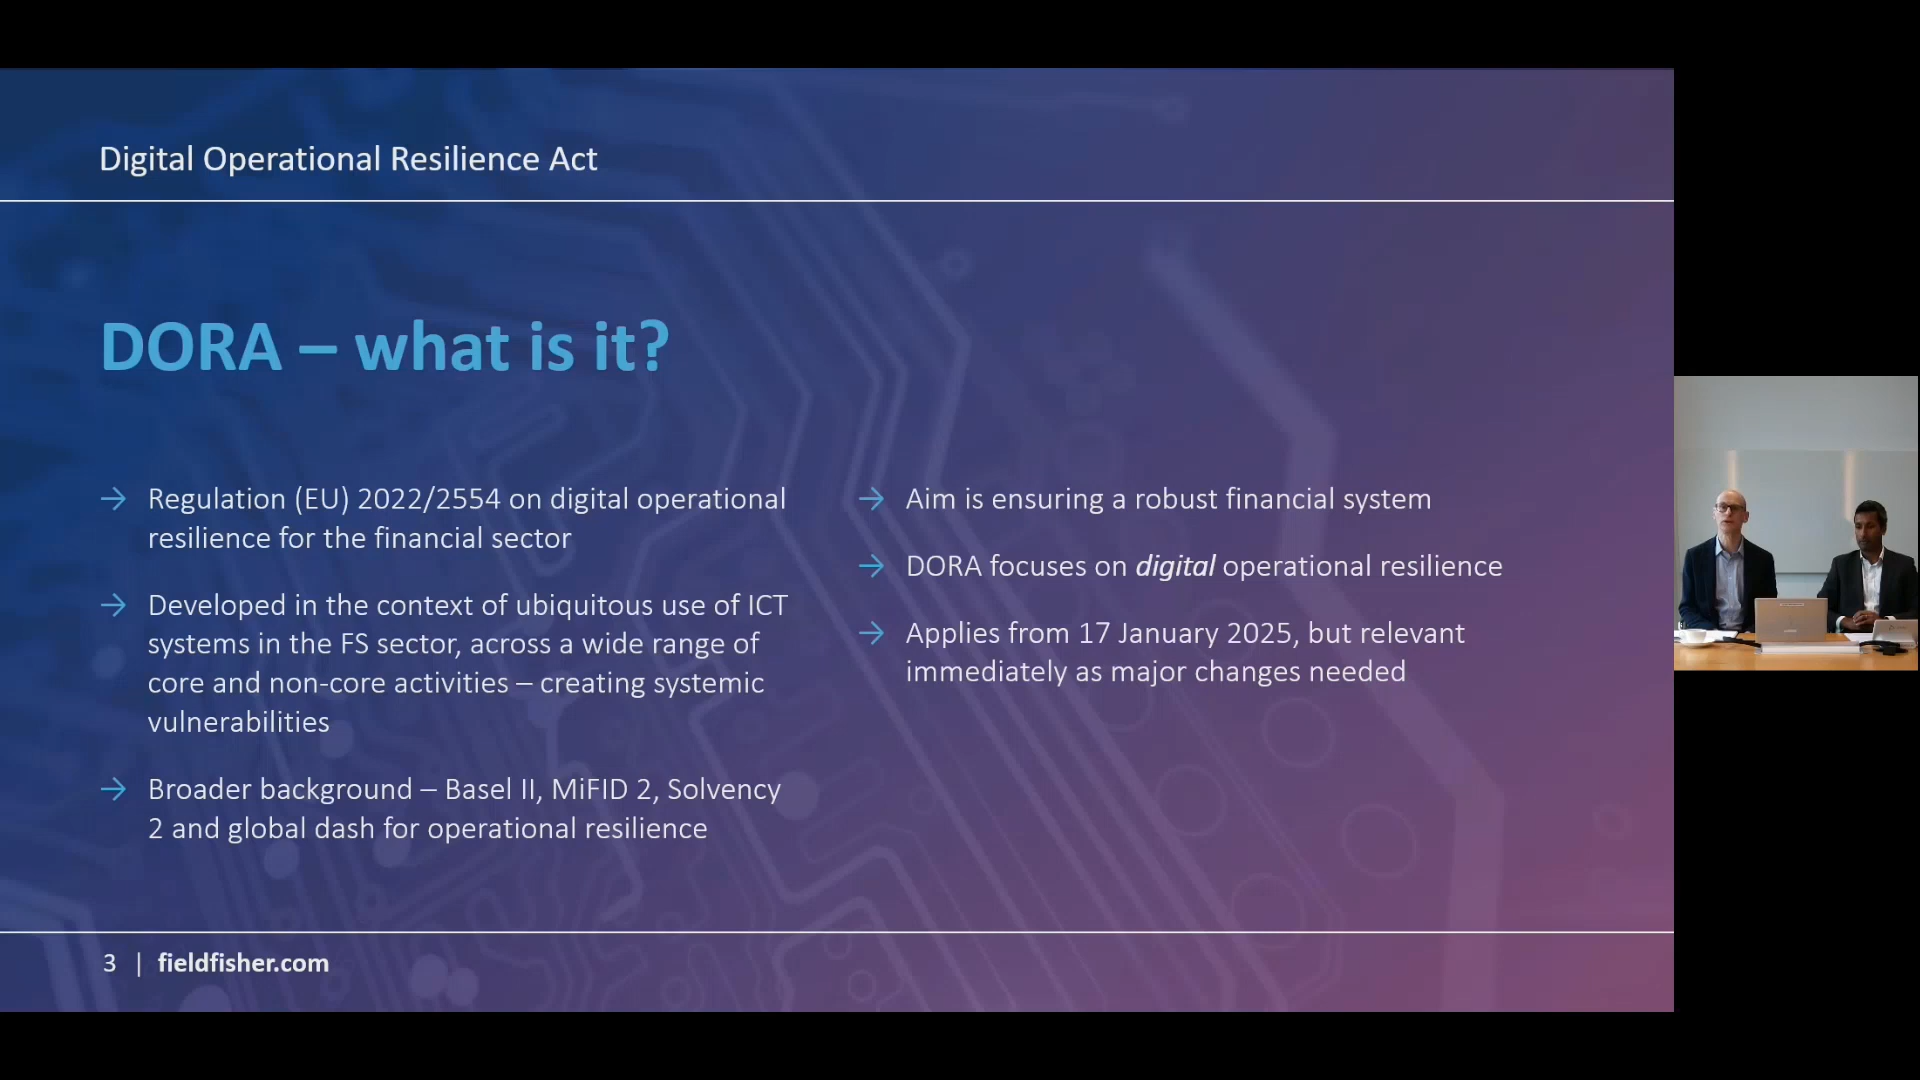 Digital Operational Resilience Act
DORA – what is it?
→ Regulation (EU) 2022/2554 on digital operational
resilience for the financial sector
→ Developed in the context of ubiquitous use of ICT
systems in the FS sector, across a wide range of
core and non-core activities – creating systemic
vulnerabilities
→ Broader background – Basel II, MiFID 2, Solvency
2 and global dash for operational resilience
→ Aim is ensuring a robust financial system
→ DORA focuses on digital operational resilience
→ Applies from 17 January 2025, but relevant
immediately as major changes needed
3 | fieldfisher.com